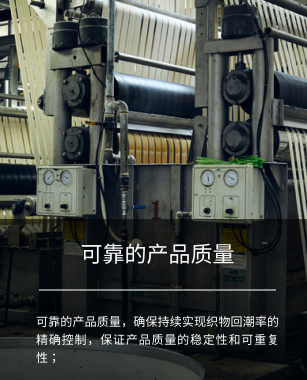 1
可靠的产品质量
可靠的产品质量，确保持续实现织物回潮率的
精确控制，保证产品质量的稳定性和可重复
性；